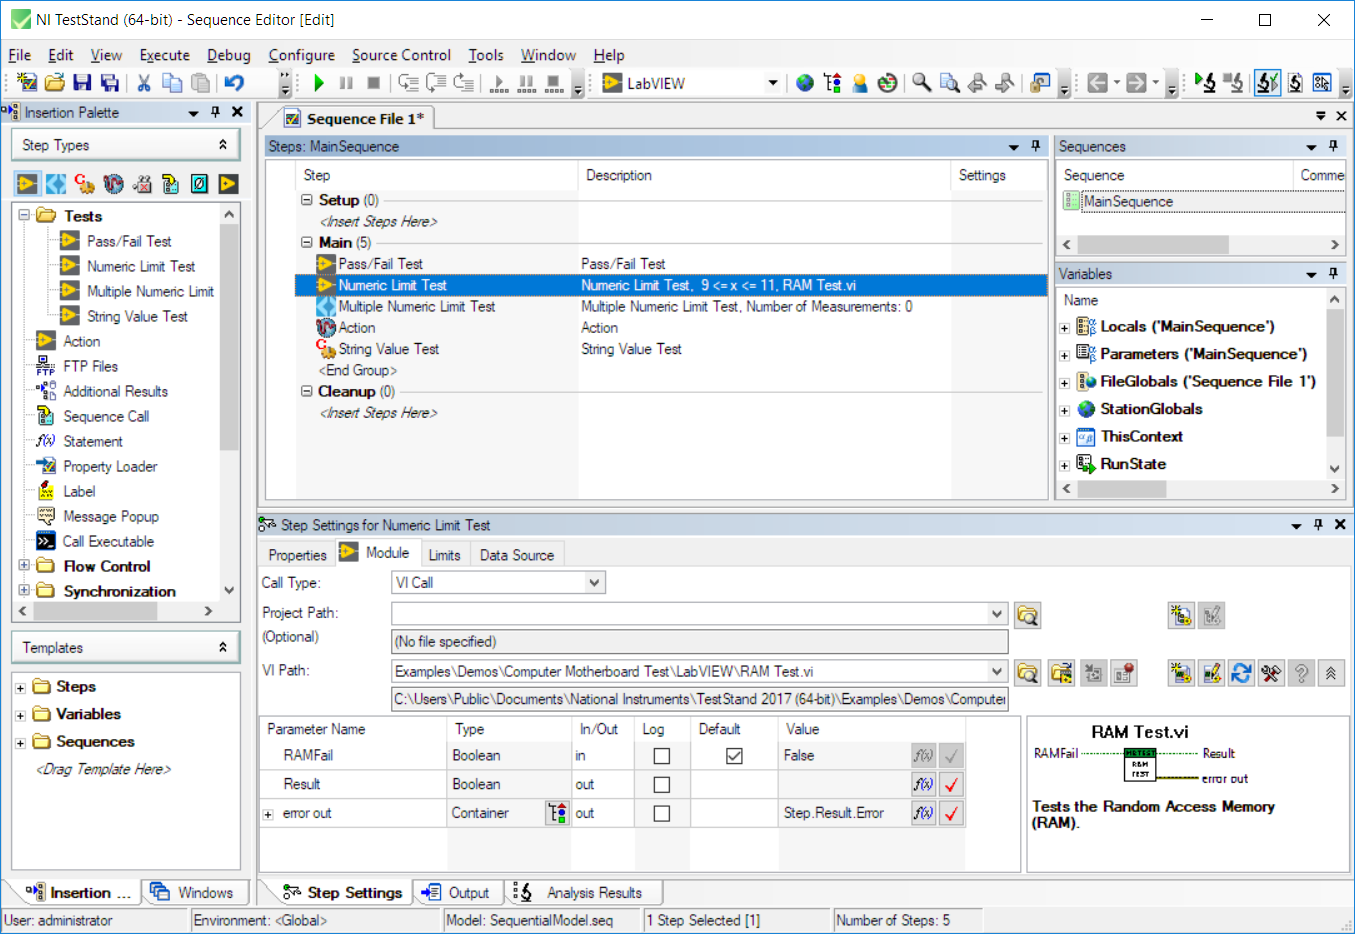 NI TestStand (64-bit) - Sequence Editor [Edit]
File Edit View Execute Debug Configure Source Control Tools Window Help
LabVIEW
Insertion Palette
Step Types
Tests
Pass/Fail Test
Numeric Limit Test
Multiple Numeric Limit
String Value Test
Action
FTP Files
Additional Results
Sequence Call
Statement
Property Loader
Label
Message Popup
Call Executable
Flow Control
Synchronization
Templates
Steps
Variables
Sequences
<Drag Template Here>
Insertion ... Windows
Sequence File 1*
Steps: MainSequence
Step Description Settings
Setup (0)
<Insert Steps Here>
Main (5)
Pass/Fail Test Pass/Fail Test
Numeric Limit Test Numeric Limit Test,  9 <= x <= 11, RAM Test.vi
Multiple Numeric Limit Test Multiple Numeric Limit Test, Number of Measurements: 0
Action Action
String Value Test String Value Test
<End Group>
Cleanup (0)
<Insert Steps Here>
Sequences
Sequence Comme
MainSequence
Variables
Name
Locals ('MainSequence')
Parameters ('MainSequence')
FileGlobals ('Sequence File 1')
StationGlobals
ThisContext
RunState
Step Settings for Numeric Limit Test
Properties Module Limits Data Source
Call Type: VI Call
Project Path:
(Optional) (No file specified)
VI Path: Examples\Demos\Computer Motherboard Test\LabVIEW\RAM Test.vi
C:\Users\Public\Documents\National Instruments\TestStand 2017 (64-bit)\Examples\Demos\Computer
Parameter Name Type In/Out Log Default Value
RAMFail Boolean in False f(x)
Result Boolean out f(x)
error out Container out Step.Result.Error f(x)
RAM Test.vi
RAMFail MBTEST RAM TEST Result
error out
Tests the Random Access Memory
(RAM).
Step Settings Output Analysis Results
User: administrator Environment: <Global> Model: SequentialModel.seq 1 Step Selected [1] Number of Steps: 5